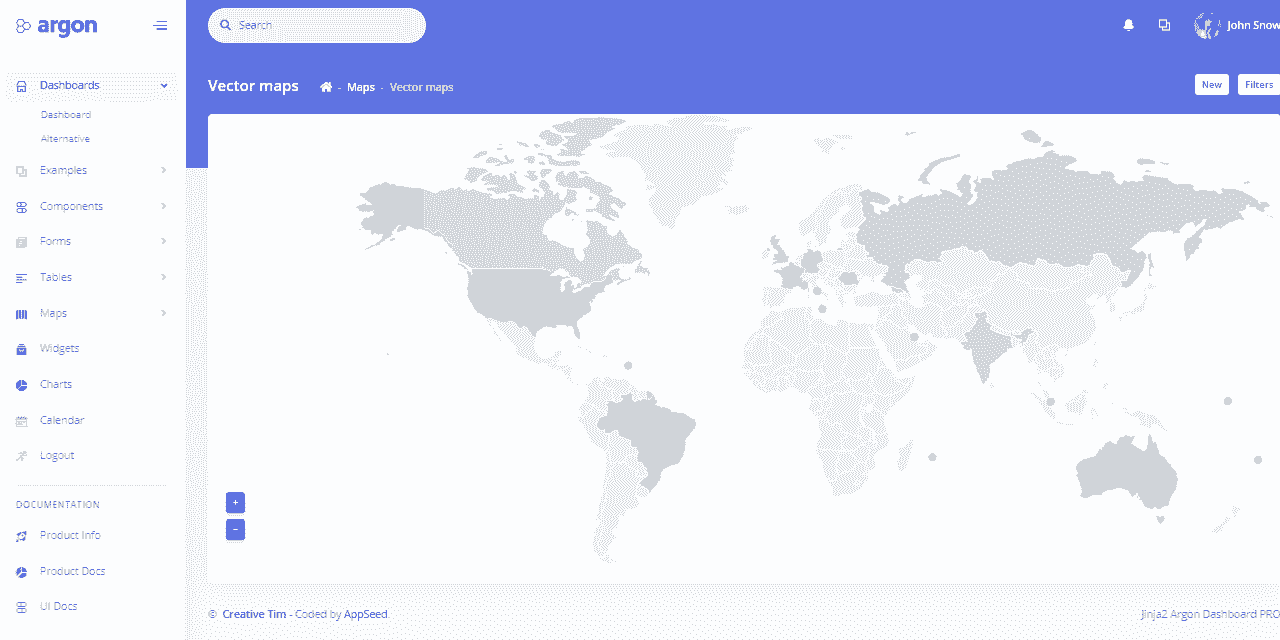 argon
Search
John Snow
Dashboards
Dashboard
Alternative
Examples
Components
Forms
Tables
Maps
Widgets
Charts
Calendar
Logout
DOCUMENTATION
Product Info
Product Docs
UI Docs
Vector maps
- Maps - Vector maps
New
Filters
+
−
© Creative Tim - Coded by AppSeed.
Jinja2 Argon Dashboard PRO